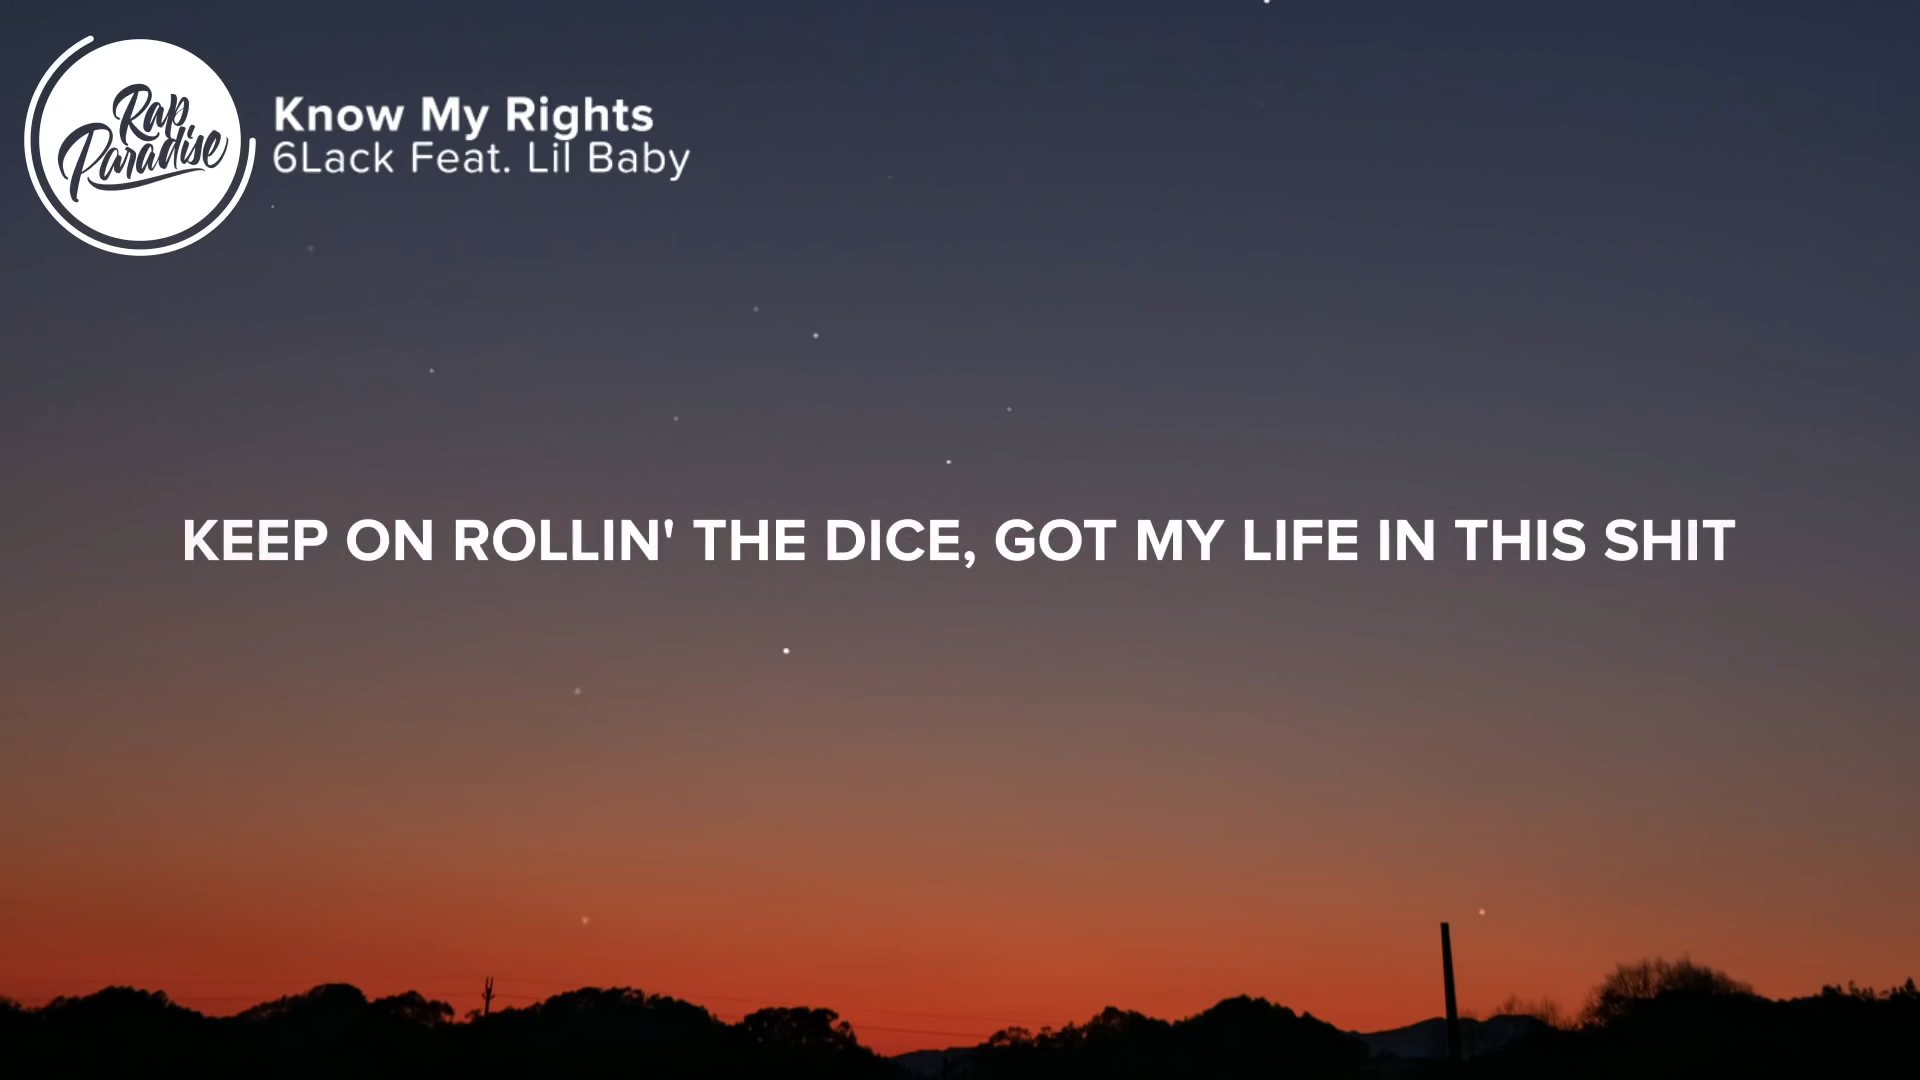 Rap
Paradise
Know My Rights
6Lack Feat. Lil Baby
KEEP ON ROLLIN' THE DICE, GOT MY LIFE IN THIS SHIT